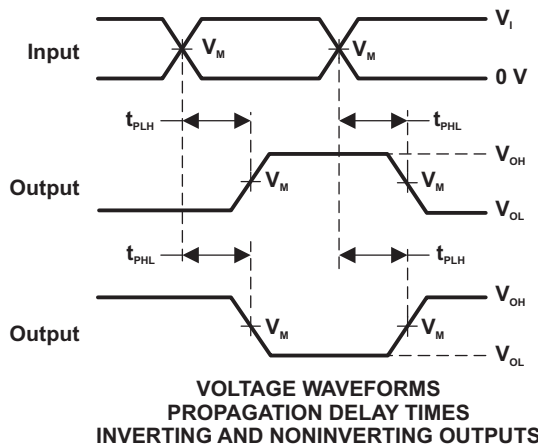 V_I
Input
V_M
V_M
0 V
t_PLH
t_PHL
V_OH
Output
V_M
V_M
V_OL
t_PHL
t_PLH
V_OH
Output
V_M
V_M
V_OL
VOLTAGE WAVEFORMS
PROPAGATION DELAY TIMES
INVERTING AND NONINVERTING OUTPUTS